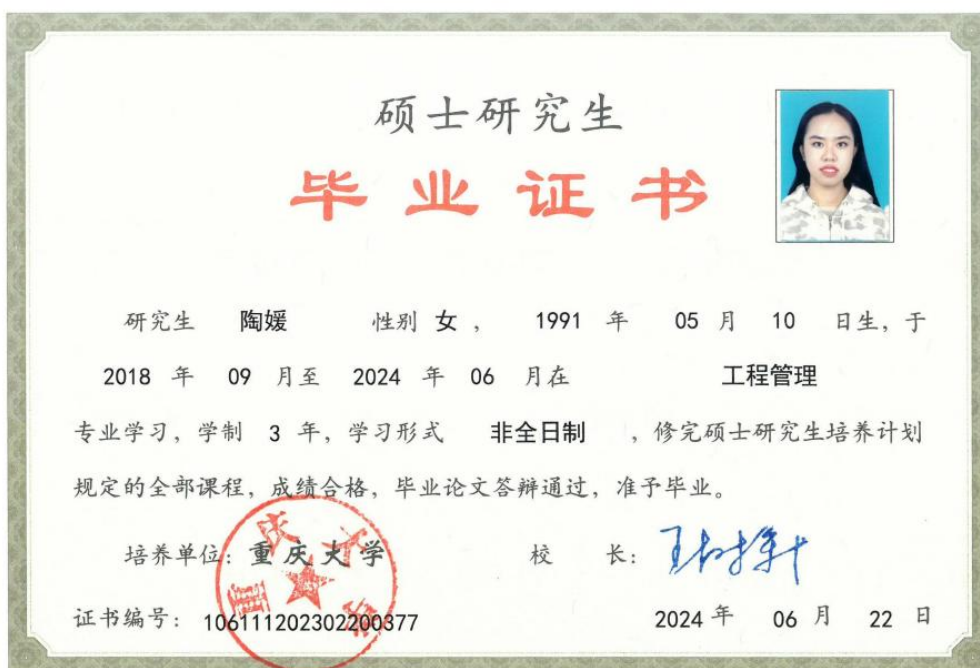 硕士研究生
毕业证书
研究生 陶媛 性别 女 , 1991 年 05 月 10 日生, 于
2018 年 09 月至 2024 年 06 月在 工程管理
专业学习, 学制 3 年, 学习形式 非全日制 , 修完硕士研究生培养计划
规定的全部课程, 成绩合格, 毕业论文答辩通过, 准予毕业。
培养单位: 重庆大学 校 长:
证书编号: 106111202302200377 2024 年 06 月 22 日
重庆大学